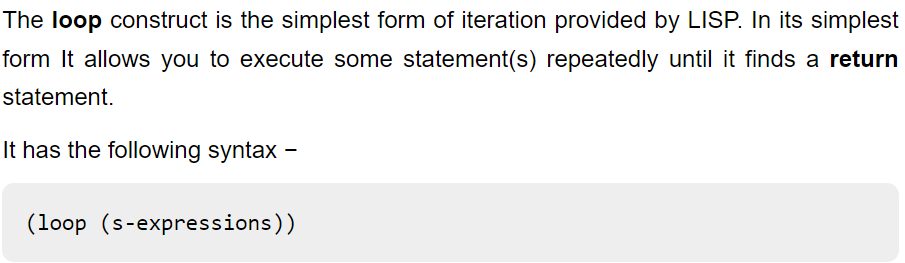 The loop construct is the simplest form of iteration provided by LISP. In its simplest
form It allows you to execute some statement(s) repeatedly until it finds a return
statement.
It has the following syntax −
(loop (s-expressions))